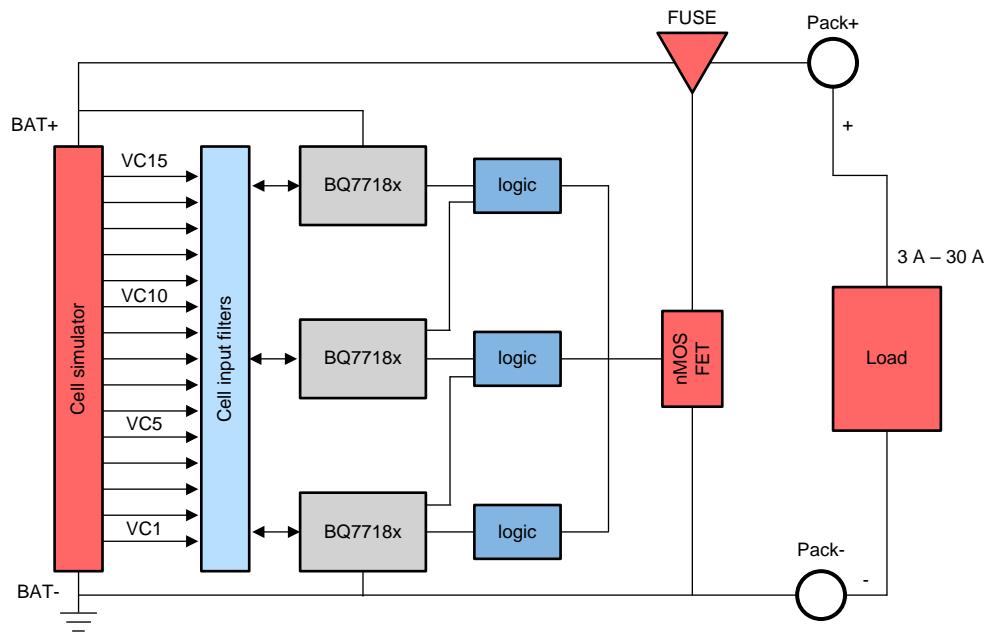 FUSE
Pack+
BAT+
+
VC15
BQ7718x
logic
3 A – 30 A
VC10
Cell simulator
Cell input filters
BQ7718x
logic
nMOS
FET
Load
VC5
VC1
BQ7718x
logic
Pack-
BAT-
-